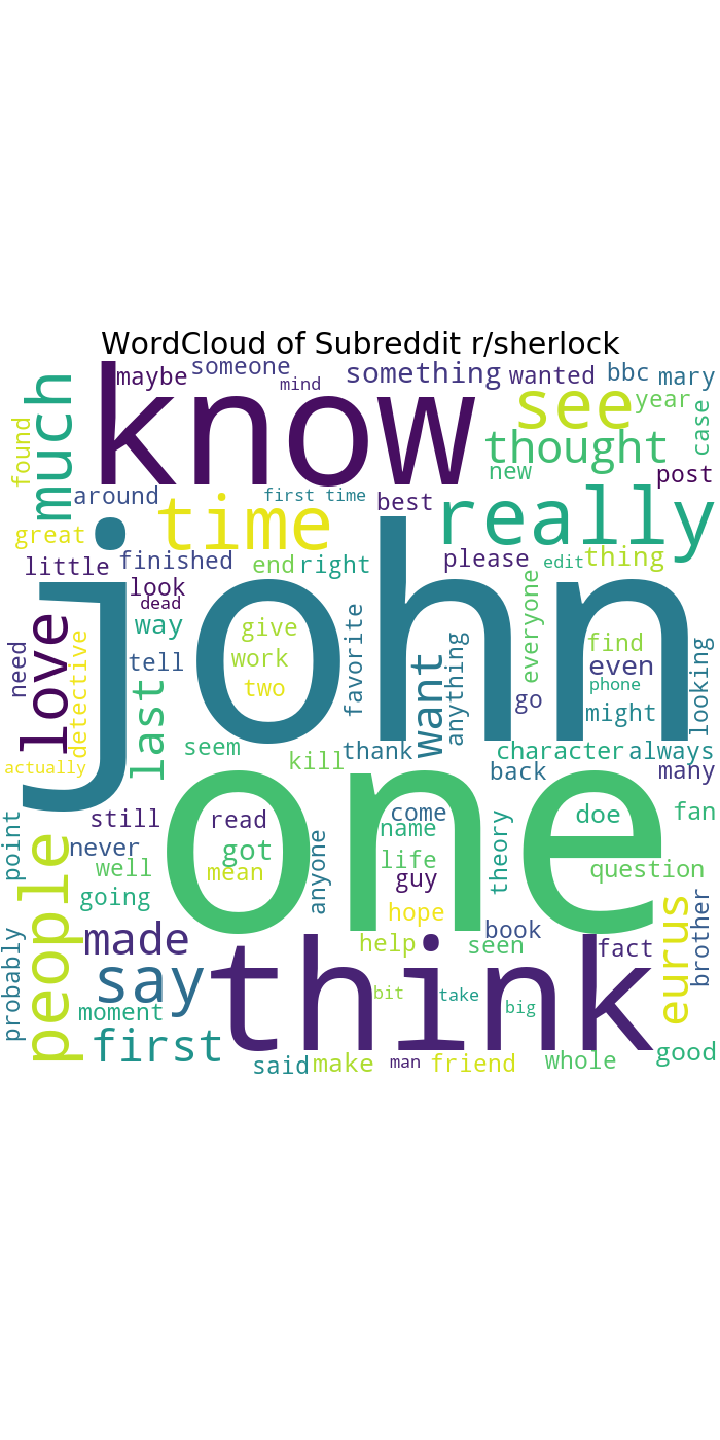 WordCloud of Subreddit r/sherlock
maybe
someone
mind
something
wanted
bbc
mary
know
see
year
much
found
thought
case
new
post
around
first time
best
time
really
great
little
finished
end
right
please
edit
thing
look
dead
john
way
give
favorite
everyone
find
need
love
detective
tell
work
want
anything
even
looking
last
two
go
phone
might
actually
seem
kill
thank
character
always
back
many
one
point
still
read
come
name
theory
doe
fan
never
got
anyone
well
mean
life
guy
question
going
hope
people
made
help
book
seen
fact
eurus
brother
probably
say
think
bit
take
big
moment
first
said
make
man
friend
whole
good